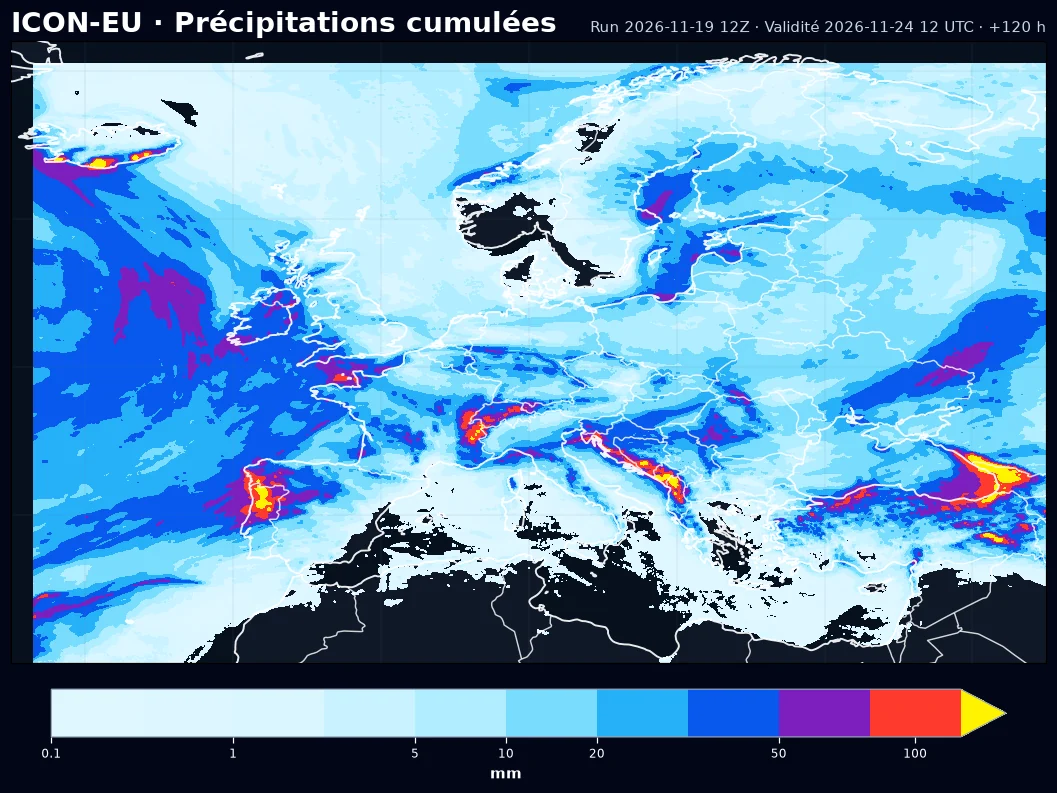 ICON-EU · Précipitations cumulées
Run 2026-11-19 12Z · Validité 2026-11-24 12 UTC · +120 h
0.1 1 5 10 20 50 100
mm